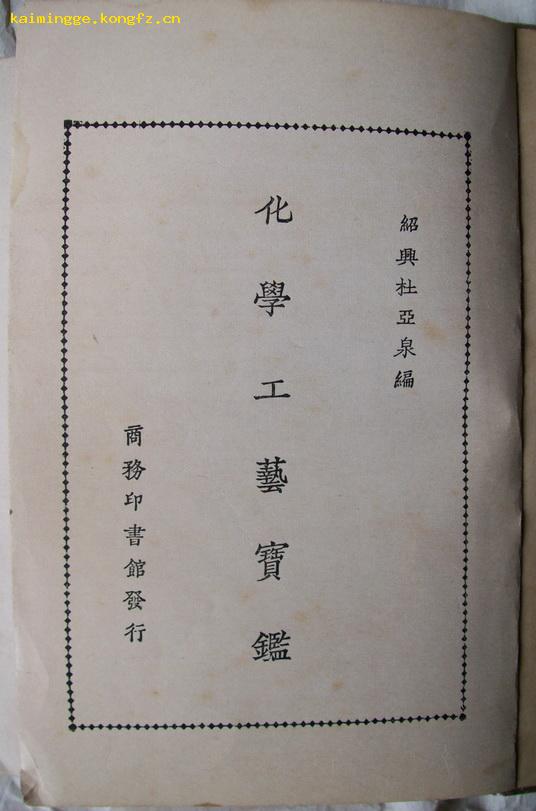 kaimingge.kongfz.cn
紹興杜亞泉編
化學工藝寶鑑
商務印書館發行